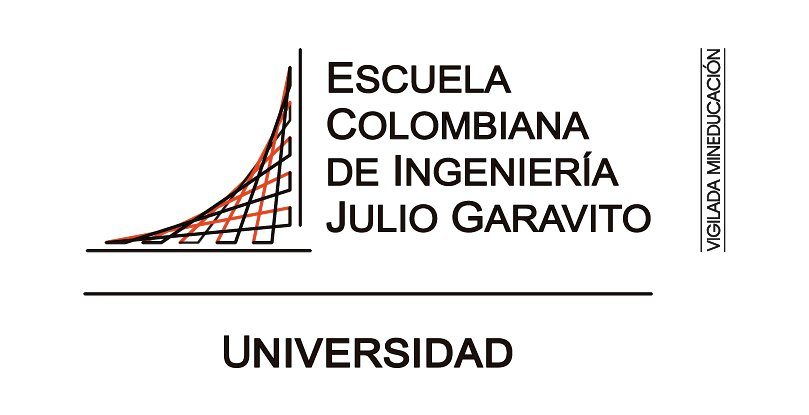 ESCUELA
COLOMBIANA
DE INGENIERÍA
JULIO GARAVITO
UNIVERSIDAD
VIGILADA MINEDUCACIÓN